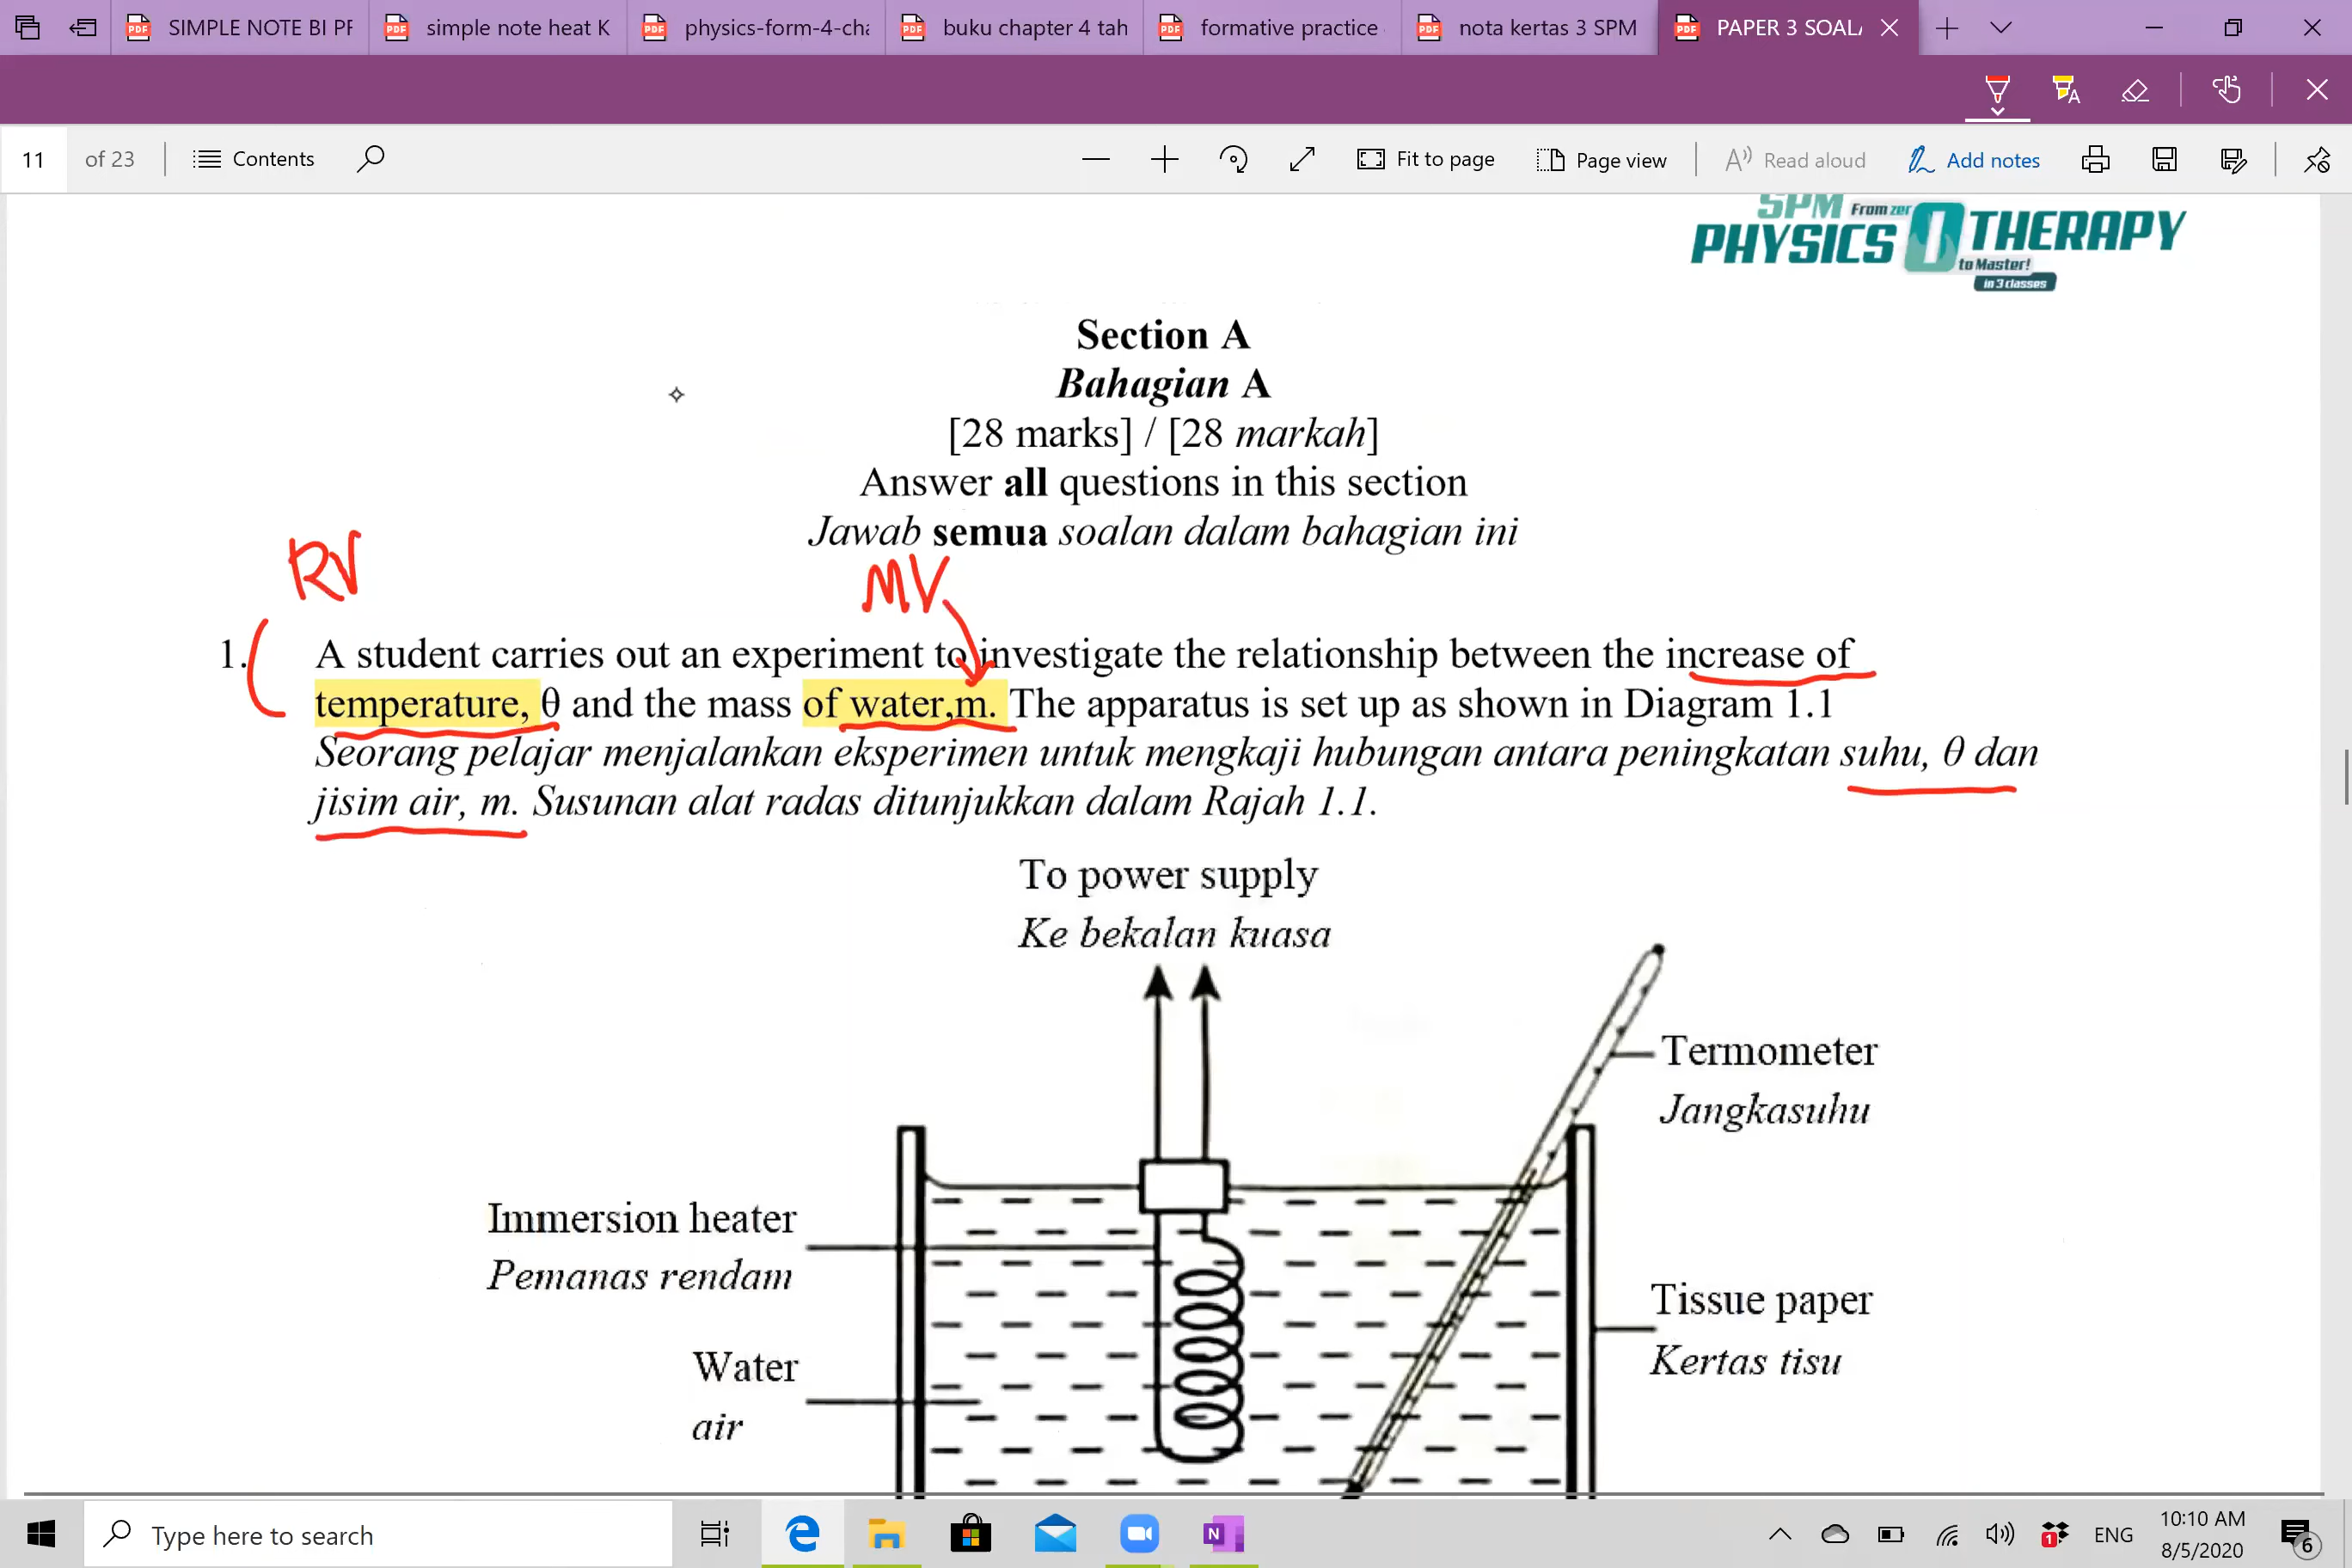 SIMPLE NOTE BI PF
simple note heat K
physics-form-4-cha
buku chapter 4 tah
formative practice
nota kertas 3 SPM
PAPER 3 SOAL
11 of 23
Contents
Fit to page
Page view
Read aloud
Add notes
SPM From zer
PHYSICS THERAPY
to Master!
in 3 classes
Section A
Bahagian A
[28 marks] / [28 markah]
Answer all questions in this section
Jawab semua soalan dalam bahagian ini
RV
MV
1. A student carries out an experiment to investigate the relationship between the increase of
temperature, θ and the mass of water,m. The apparatus is set up as shown in Diagram 1.1
Seorang pelajar menjalankan eksperimen untuk mengkaji hubungan antara peningkatan suhu, θ dan
jisim air, m. Susunan alat radas ditunjukkan dalam Rajah 1.1.
To power supply
Ke bekalan kuasa
Termometer
Jangkasuhu
Immersion heater
Pemanas rendam
Tissue paper
Kertas tisu
Water
air
Type here to search
ENG
10:10 AM
8/5/2020
6
1